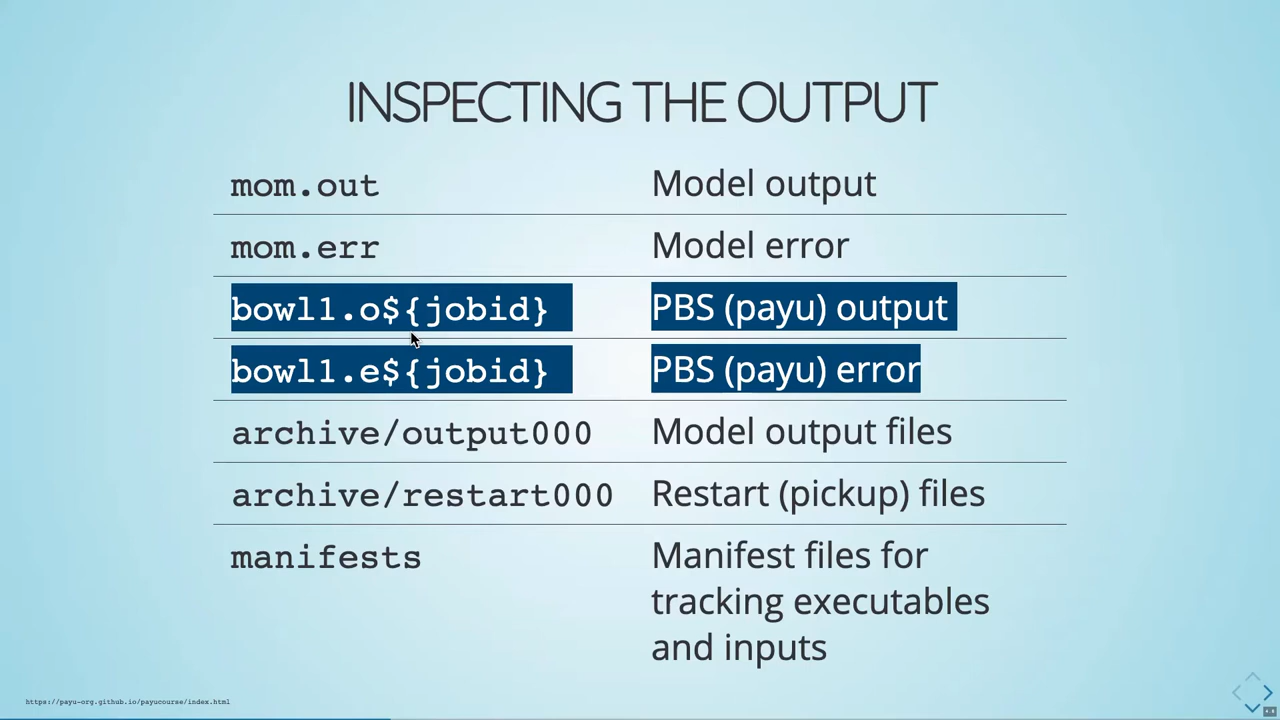 INSPECTING THE OUTPUT
mom.out Model output
mom.err Model error
bowl1.o${jobid} PBS (payu) output
bowl1.e${jobid} PBS (payu) error
archive/output000 Model output files
archive/restart000 Restart (pickup) files
manifests Manifest files for
tracking executables
and inputs
https://payu-org.github.io/payucourse/index.html